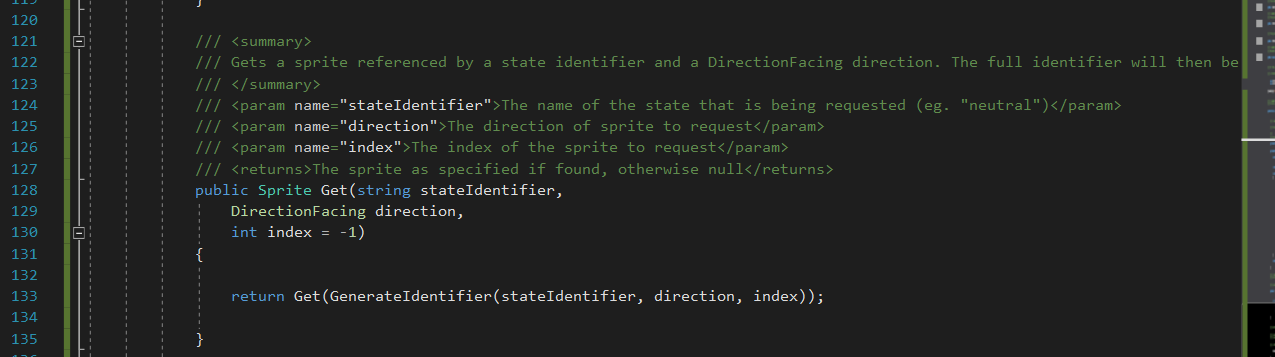 119 }
120
121 /// <summary>
122 /// Gets a sprite referenced by a state identifier and a DirectionFacing direction. The full identifier will then be
123 /// </summary>
124 /// <param name="stateIdentifier">The name of the state that is being requested (eg. "neutral")</param>
125 /// <param name="direction">The direction of sprite to request</param>
126 /// <param name="index">The index of the sprite to request</param>
127 /// <returns>The sprite as specified if found, otherwise null</returns>
128 public Sprite Get(string stateIdentifier,
129 DirectionFacing direction,
130 int index = -1)
131 {
132
133 return Get(GenerateIdentifier(stateIdentifier, direction, index));
134
135 }